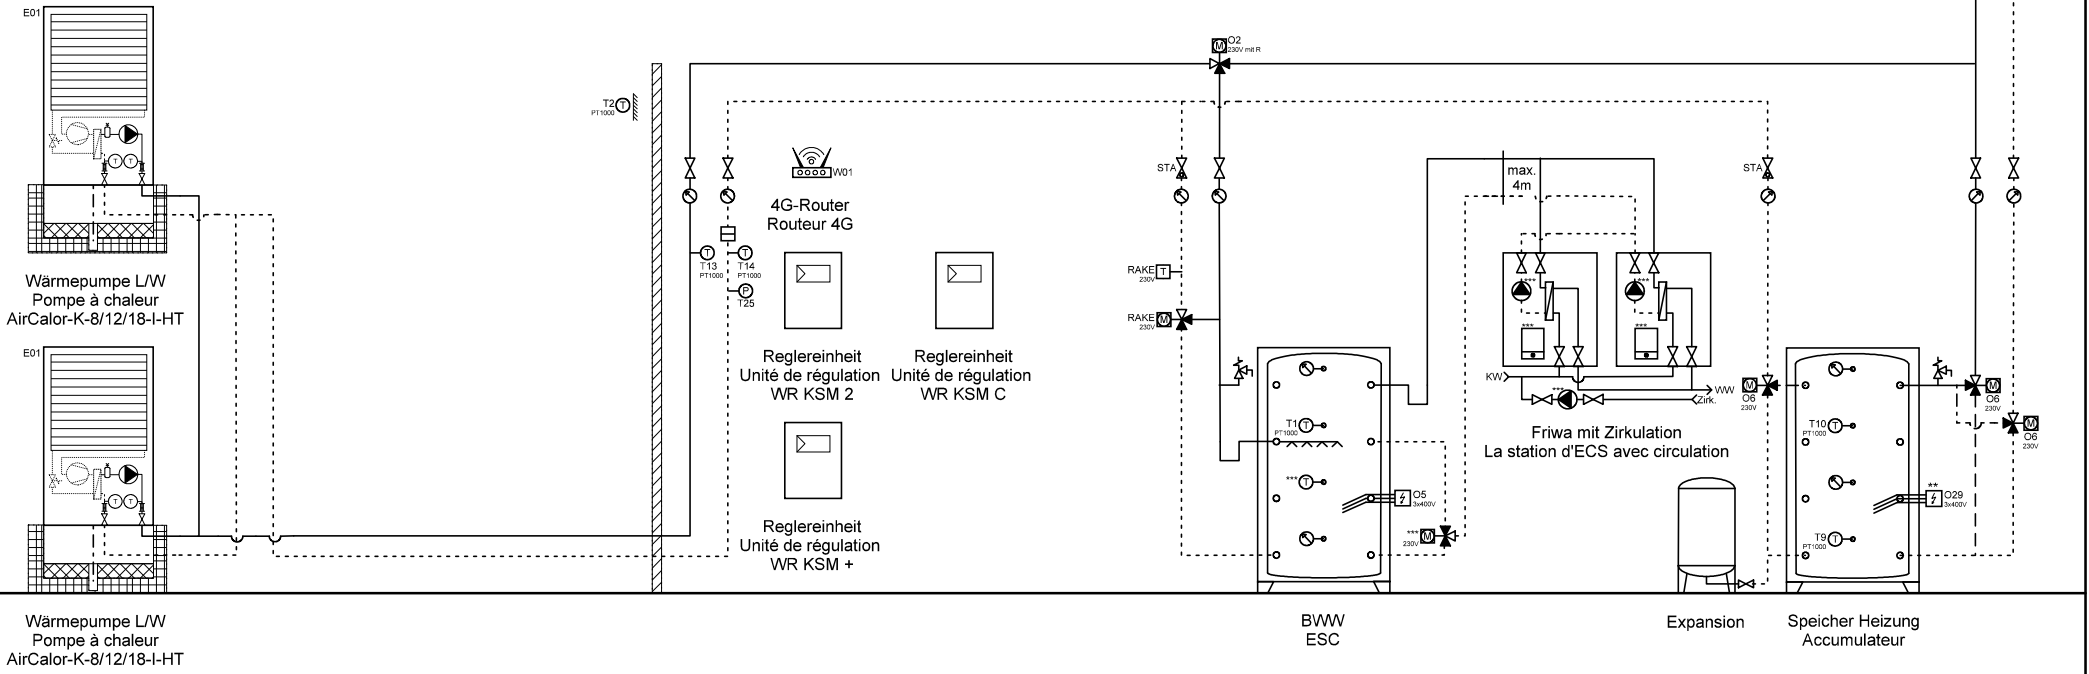 E01
Wärmepumpe L/W
Pompe à chaleur
AirCalor-K-8/12/18-I-HT
E01
Wärmepumpe L/W
Pompe à chaleur
AirCalor-K-8/12/18-I-HT
T T
T T
T2 T
PT1000
T13
PT1000
T
T14
PT1000
T
P
T25
W01
4G-Router
Routeur 4G
Reglereinheit
Unité de régulation
WR KSM 2
Reglereinheit
Unité de régulation
WR KSM C
Reglereinheit
Unité de régulation
WR KSM +
M O2
230V mit R
STA
RAKE T
230V
RAKE M
230V
T1 T
PT1000
*** T
O5
3x400V
*** M
230V
BWW
ESC
max.
4m
***
***
***
***
KW
***
WW
Zirk.
Friwa mit Zirkulation
La station d'ECS avec circulation
Expansion
STA
M
O6
230V
T10 T
PT1000
T9 T
PT1000
**
O29
3x400V
M
O6
230V
M
O6
230V
Speicher Heizung
Accumulateur